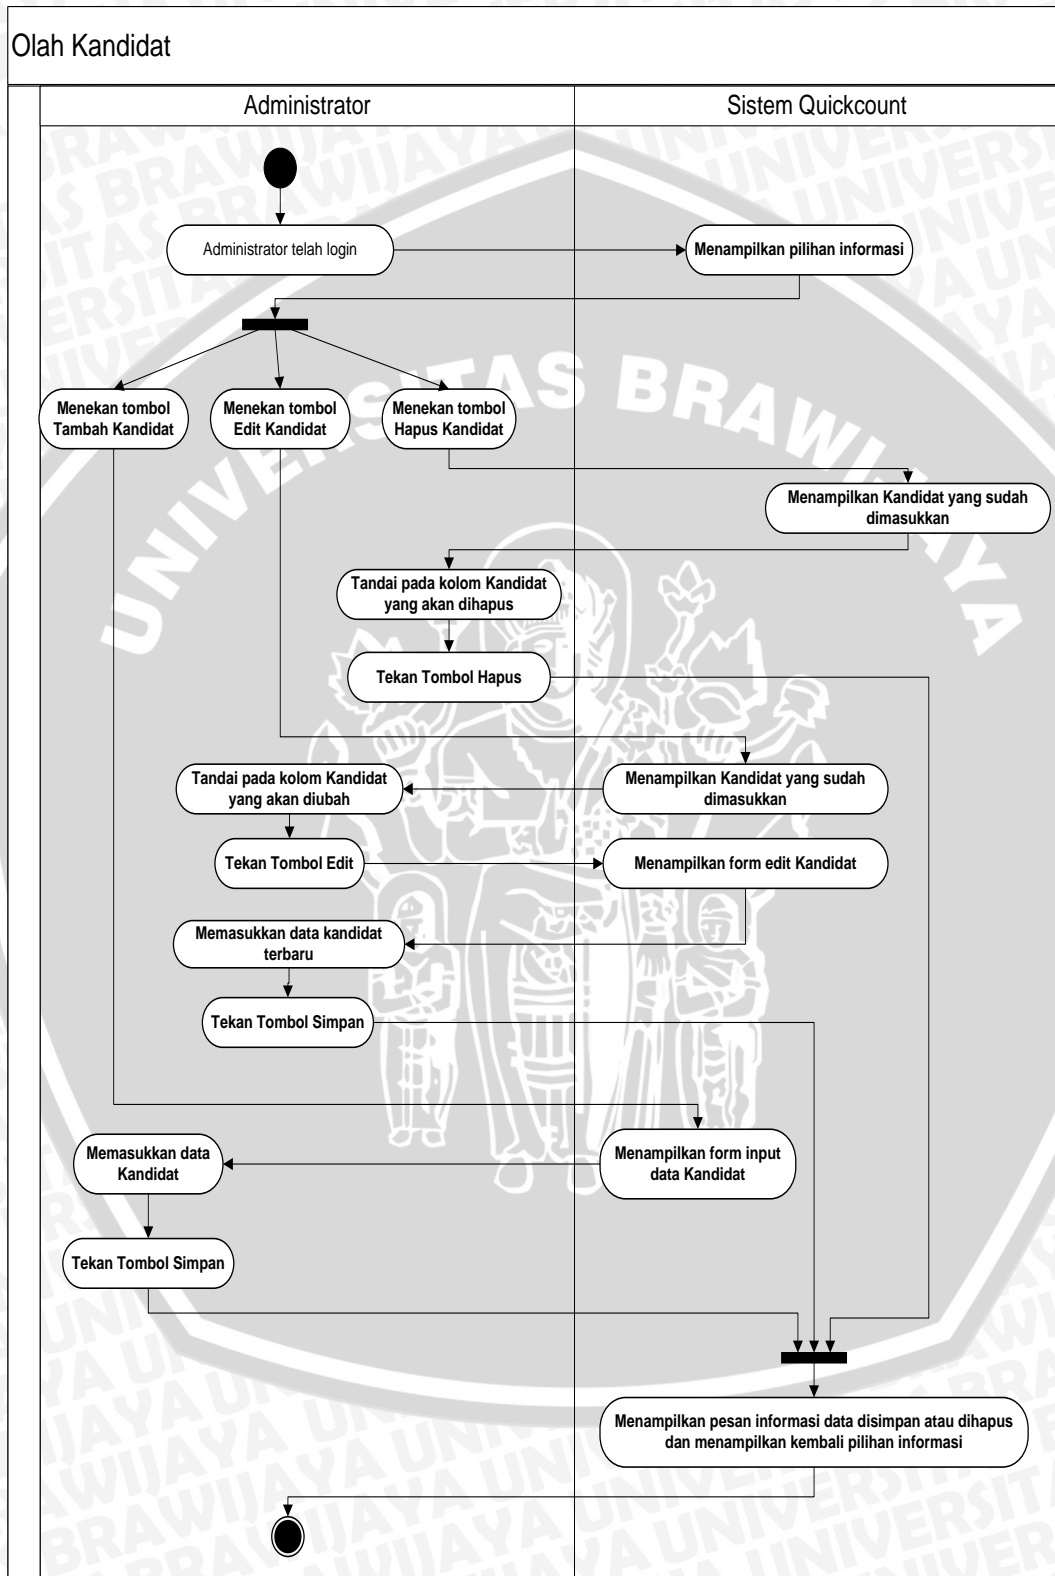 Olah Kandidat
Administrator
Sistem Quickcount
Administrator telah login
Menampilkan pilihan informasi
Menekan tombol
Tambah Kandidat
Menekan tombol
Edit Kandidat
Menekan tombol
Hapus Kandidat
Menampilkan Kandidat yang sudah
dimasukkan
Tandai pada kolom Kandidat
yang akan dihapus
Tekan Tombol Hapus
Tandai pada kolom Kandidat
yang akan diubah
Menampilkan Kandidat yang sudah
dimasukkan
Tekan Tombol Edit
Menampilkan form edit Kandidat
Memasukkan data kandidat
terbaru
Tekan Tombol Simpan
Memasukkan data
Kandidat
Menampilkan form input
data Kandidat
Tekan Tombol Simpan
Menampilkan pesan informasi data disimpan atau dihapus
dan menampilkan kembali pilihan informasi
UNIVERSITAS BRAWIJAYA